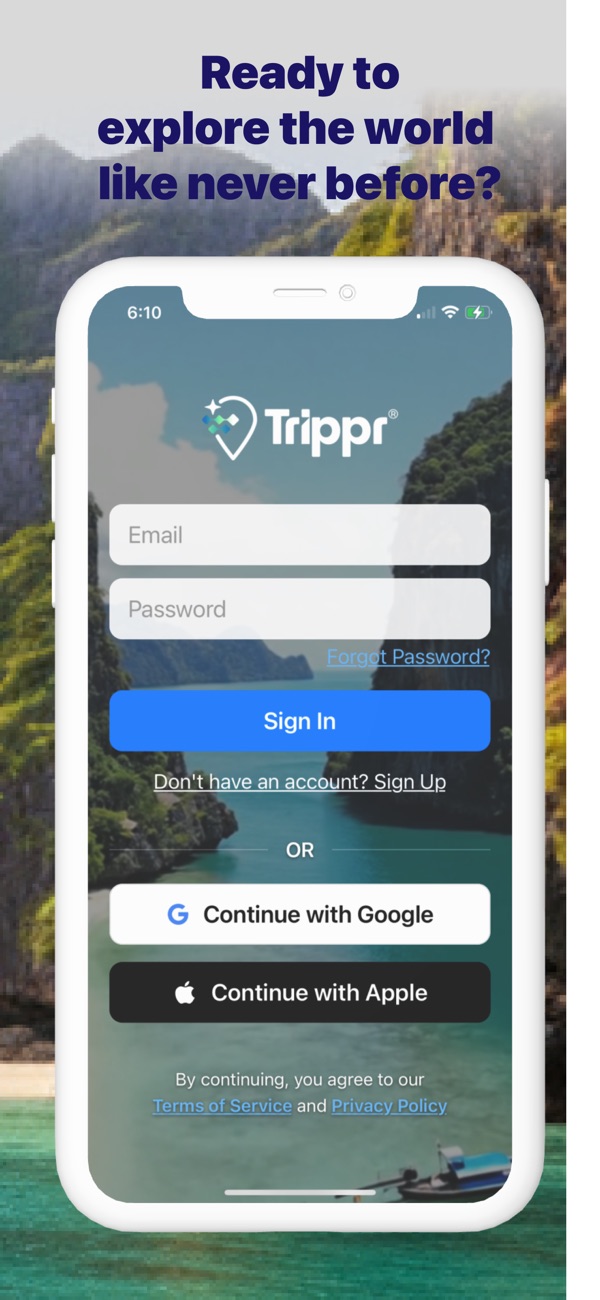 Ready to
explore the world
like never before?
6:10
Trippr®
Email
Password
Forgot Password?
Sign In
Don't have an account? Sign Up
OR
Continue with Google
Continue with Apple
By continuing, you agree to our
Terms of Service and Privacy Policy